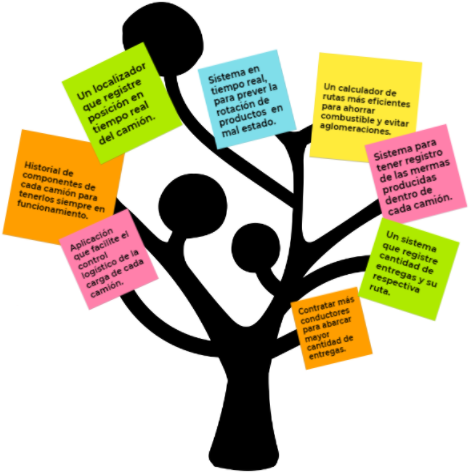 Un localizador
que registre
posición en
tiempo real
del camión.
Sistema en
tiempo real,
para prever la
rotación de
productos en
mal estado.
Un calculador de
rutas más eficientes
para ahorrar
combustible y evitar
aglomeraciones.
Sistema para
tener registro
de las mermas
producidas
dentro de
cada camión.
Historial de
componentes de
cada camión para
tenerlos siempre en
funcionamiento.
Aplicación
que facilite el
control
logístico de la
carga de cada
camión.
Un sistema
que registre
cantidad de
entregas y su
respectiva
ruta.
Contratar más
conductores
para abarcar
mayor
cantidad de
entregas.